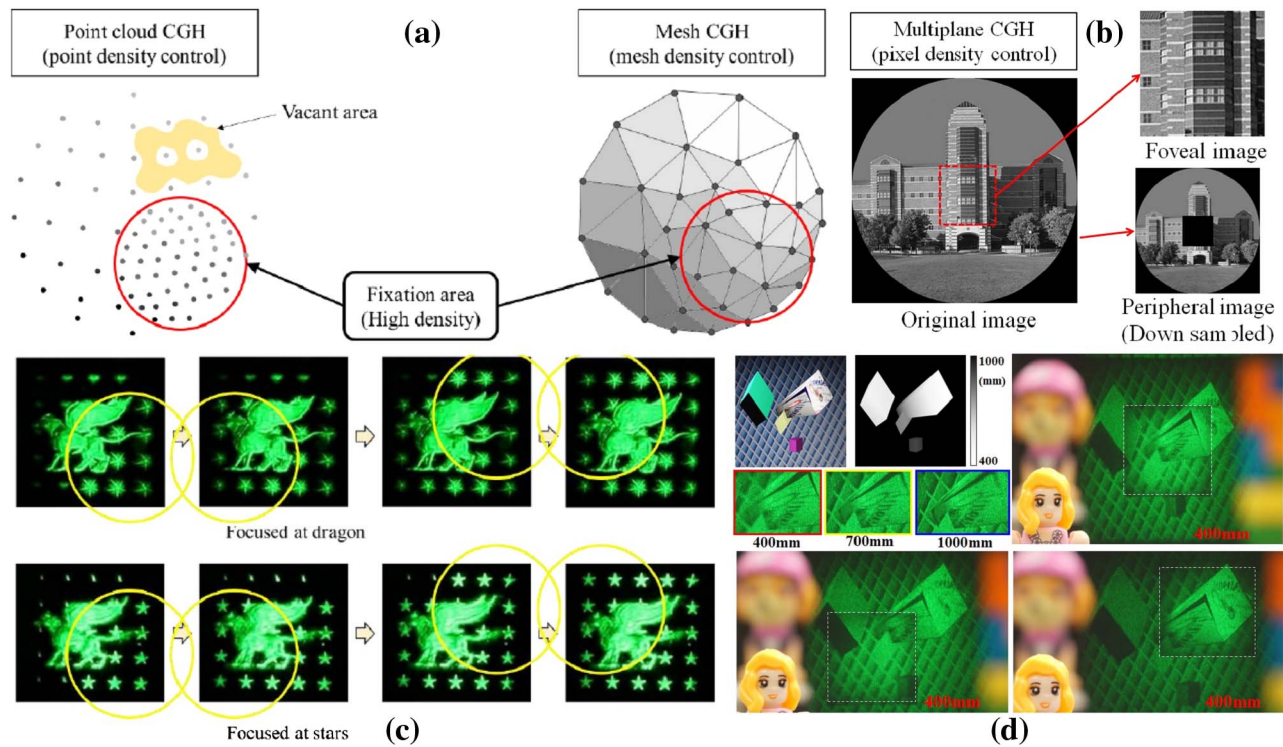 Point cloud CGH
(point density control)
(a)
Mesh CGH
(mesh density control)
Multiplane CGH
(pixel density control)
(b)
Vacant area
Foveal image
Fixation area
(High density)
Original image
Peripheral image
(Down sampled)
Focused at dragon
Focused at stars
(c)
1000
(mm)
400
400mm
700mm
1000mm
400mm
400mm
400mm
(d)